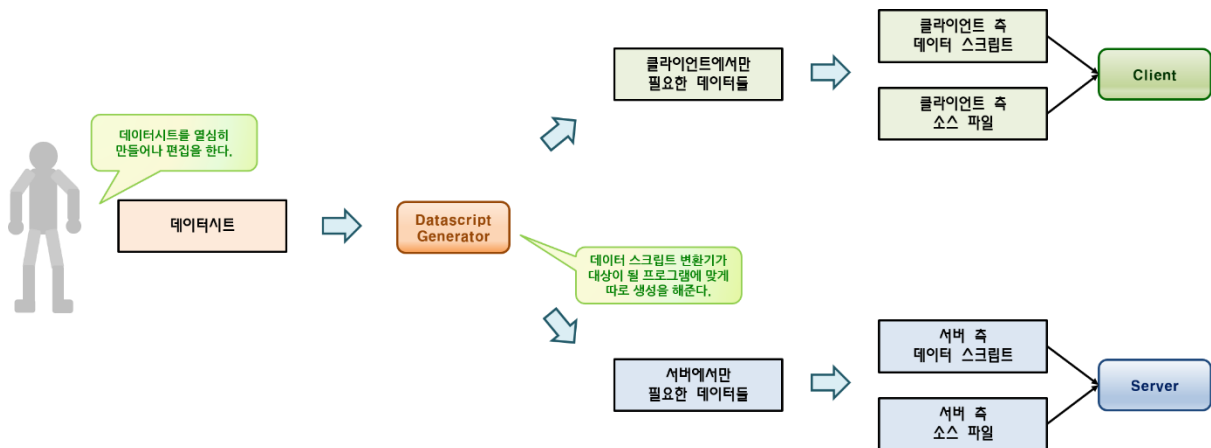 데이터시트를 열심히
만들어나 편집을 한다.
데이터시트
Datascript
Generator
데이터 스크립트 변환기가
대상이 될 프로그램에 맞게
따로 생성을 해준다.
클라이언트에서만
필요한 데이터들
클라이언트 측
데이터 스크립트
클라이언트 측
소스 파일
Client
서버에서만
필요한 데이터들
서버 측
데이터 스크립트
서버 측
소스 파일
Server